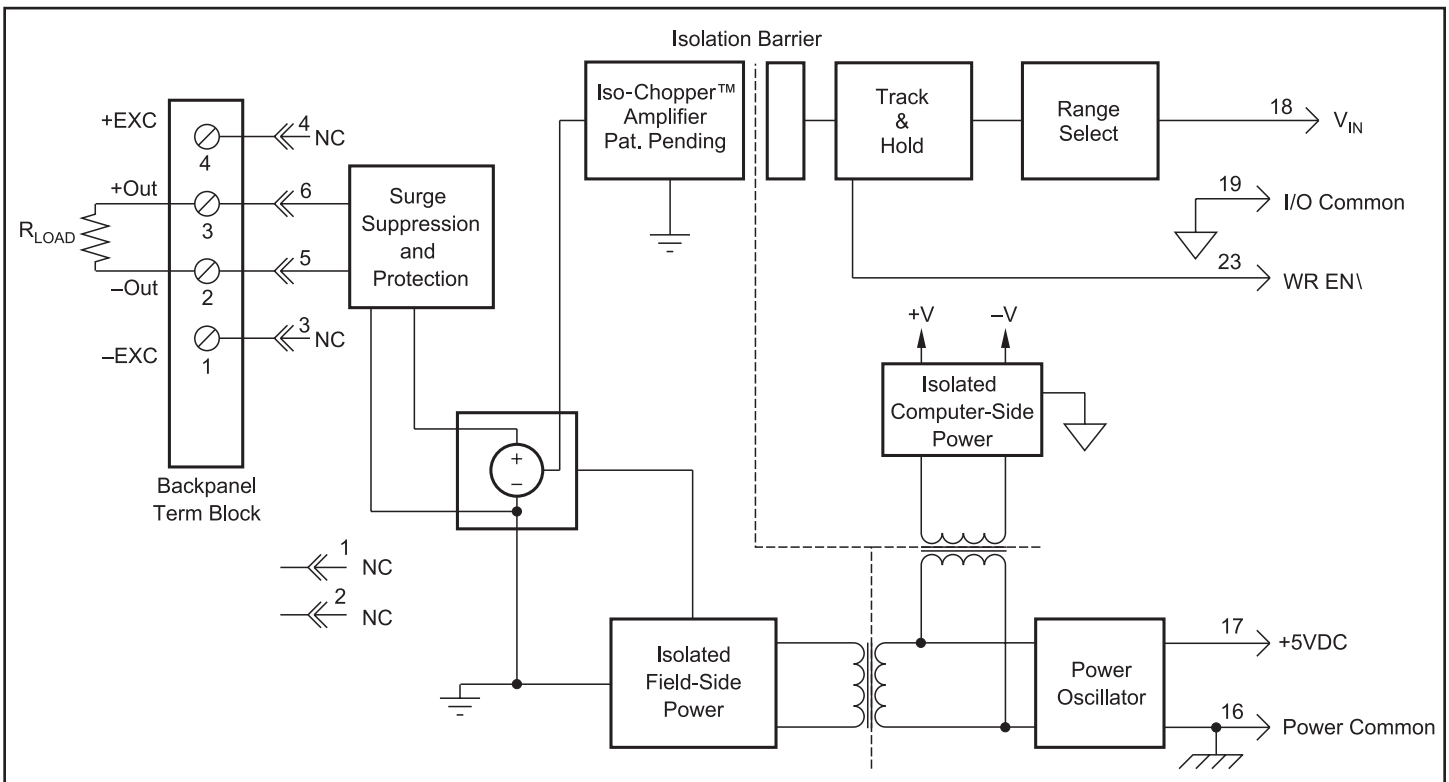 Isolation Barrier
Iso-Chopper™
Amplifier
Pat. Pending
Track
&
Hold
Range
Select
18
V_IN
19
I/O Common
23
WR EN\
+EXC
4
4
NC
+Out
3
6
R_LOAD
–Out
2
5
–EXC
1
3
NC
Surge
Suppression
and
Protection
Backpanel
Term Block
+
–
1
NC
2
NC
+V
–V
Isolated
Computer-Side
Power
Isolated
Field-Side
Power
Power
Oscillator
17
+5VDC
16
Power Common